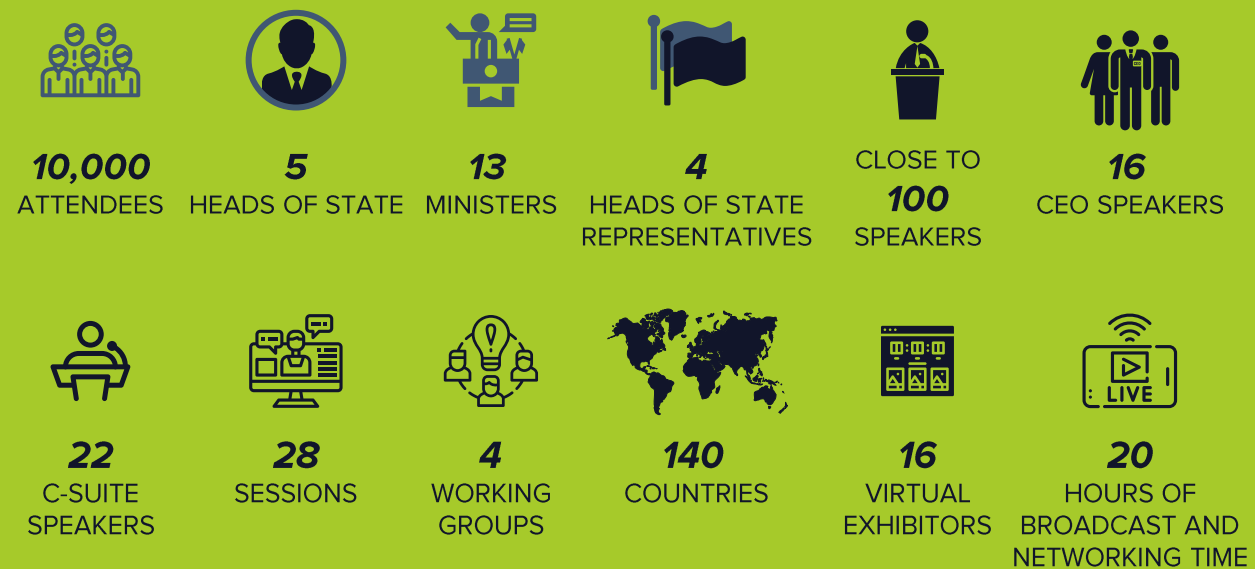 10,000
ATTENDEES
5
HEADS OF STATE
13
MINISTERS
4
HEADS OF STATE
REPRESENTATIVES
CLOSE TO
100
SPEAKERS
CEO
16
CEO SPEAKERS
22
C-SUITE
SPEAKERS
28
SESSIONS
4
WORKING
GROUPS
140
COUNTRIES
16
VIRTUAL
EXHIBITORS
LIVE
20
HOURS OF
BROADCAST AND
NETWORKING TIME